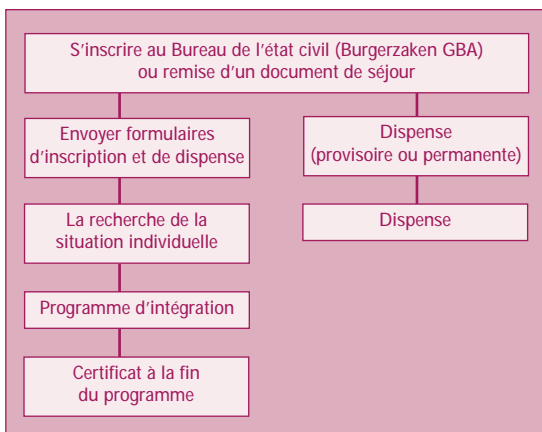 S'inscrire au Bureau de l'état civil (Burgerzaken GBA)
ou remise d'un document de séjour
Envoyer formulaires
d'inscription et de dispense
Dispense
(provisoire ou permanente)
La recherche de la
situation individuelle
Dispense
Programme d'intégration
Certificat à la fin
du programme